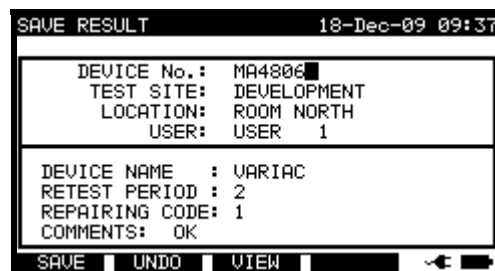 SAVE RESULT 18-Dec-09 09:37
DEVICE No.: MA4806
TEST SITE: DEVELOPMENT
LOCATION: ROOM NORTH
USER: USER 1
DEVICE NAME : VARIAC
RETEST PERIOD : 2
REPAIRING CODE: 1
COMMENTS: OK
SAVE UNDO VIEW